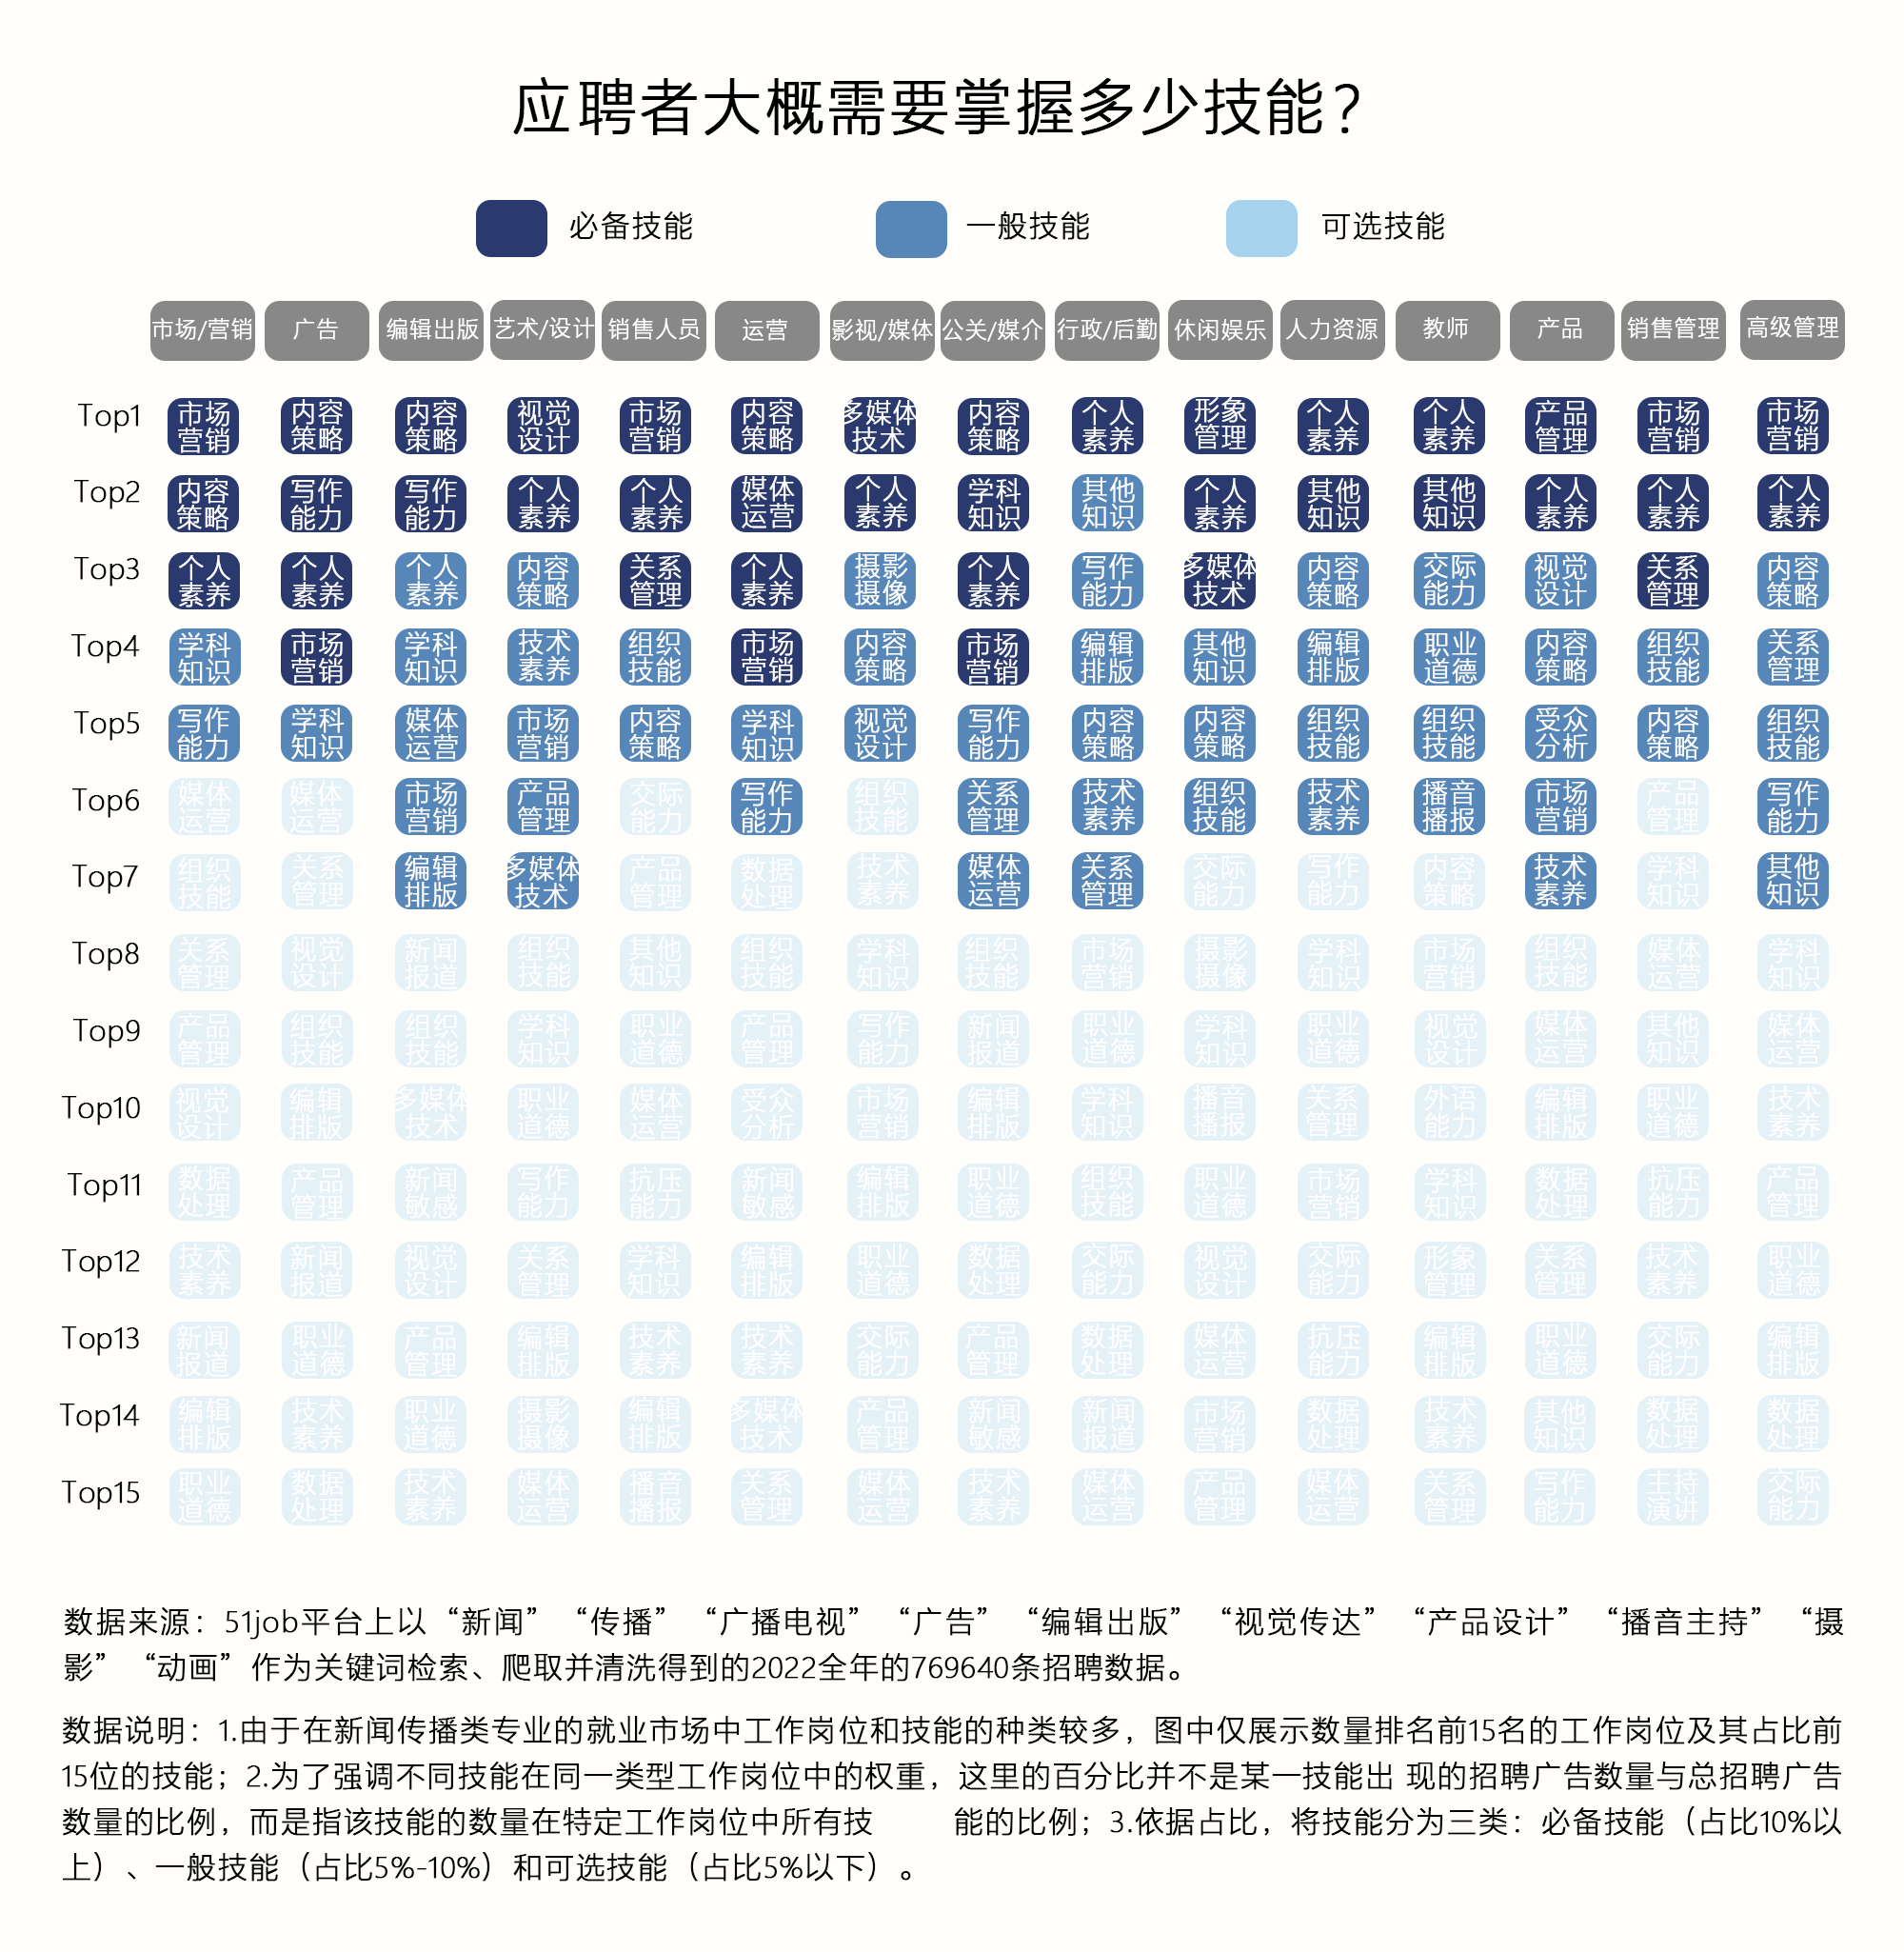 应聘者大概需要掌握多少技能？
必备技能 一般技能 可选技能
市场/营销 广告 编辑出版 艺术/设计 销售人员 运营 影视/媒体 公关/媒介 行政/后勤 休闲娱乐 人力资源 教师 产品 销售管理 高级管理
Top1 市场营销 内容策略 内容策略 视觉设计 市场营销 内容策略 多媒体技术 内容策略 个人素养 形象管理 个人素养 个人素养 产品管理 市场营销 市场营销
Top2 内容策略 写作能力 写作能力 个人素养 个人素养 媒体运营 个人素养 学科知识 其他知识 个人素养 其他知识 其他知识 个人素养 个人素养 个人素养
Top3 个人素养 个人素养 个人素养 内容策略 关系管理 个人素养 摄影摄像 个人素养 写作能力 多媒体技术 内容策略 交际能力 视觉设计 关系管理 内容策略
Top4 学科知识 市场营销 学科知识 技术素养 组织技能 市场营销 内容策略 市场营销 编辑排版 其他知识 编辑排版 职业道德 内容策略 组织技能 关系管理
Top5 写作能力 学科知识 媒体运营 市场营销 内容策略 学科知识 视觉设计 写作能力 内容策略 内容策略 组织技能 组织技能 受众分析 内容策略 组织技能
Top6 媒体运营 媒体运营 市场营销 产品管理 交际能力 写作能力 组织技能 关系管理 技术素养 组织技能 技术素养 播音播报 市场营销 产品管理 写作能力
Top7 组织技能 关系管理 编辑排版 多媒体技术 产品管理 数据处理 技术素养 媒体运营 关系管理 交际能力 写作能力 内容策略 技术素养 学科知识 其他知识
Top8 关系管理 视觉设计 新闻报道 组织技能 其他知识 组织技能 学科知识 组织技能 市场营销 摄影摄像 学科知识 市场营销 组织技能 媒体运营 学科知识
Top9 产品管理 组织技能 组织技能 学科知识 职业道德 产品管理 写作能力 新闻报道 职业道德 学科知识 职业道德 视觉设计 媒体运营 其他知识 媒体运营
Top10 视觉设计 编辑排版 多媒体技术 职业道德 媒体运营 受众分析 市场营销 编辑排版 学科知识 播音播报 关系管理 外语能力 编辑排版 职业道德 技术素养
Top11 数据处理 产品管理 新闻敏感 写作能力 抗压能力 新闻敏感 编辑排版 职业道德 组织技能 职业道德 市场营销 学科知识 数据处理 抗压能力 产品管理
Top12 技术素养 新闻报道 视觉设计 关系管理 学科知识 编辑排版 职业道德 数据处理 交际能力 视觉设计 交际能力 形象管理 关系管理 技术素养 职业道德
Top13 新闻报道 职业道德 产品管理 编辑排版 技术素养 技术素养 交际能力 产品管理 数据处理 媒体运营 抗压能力 编辑排版 职业道德 交际能力 编辑排版
Top14 编辑排版 技术素养 职业道德 摄影摄像 编辑排版 多媒体技术 产品管理 新闻敏感 新闻报道 市场营销 数据处理 技术素养 其他知识 数据处理 数据处理
Top15 职业道德 数据处理 技术素养 媒体运营 播音播报 关系管理 媒体运营 技术素养 媒体运营 产品管理 媒体运营 关系管理 写作能力 主持演讲 交际能力
数据来源：51job平台上以“新闻”“传播”“广播电视”“广告”“编辑出版”“视觉传达”“产品设计”“播音主持”“摄
影”“动画”作为关键词检索、爬取并清洗得到的2022全年的769640条招聘数据。
数据说明：1.由于在新闻传播类专业的就业市场中工作岗位和技能的种类较多，图中仅展示数量排名前15名的工作岗位及其占比前
15位的技能；2.为了强调不同技能在同一类型工作岗位中的权重，这里的百分比并不是某一技能出 现的招聘广告数量与总招聘广告
数量的比例，而是指该技能的数量在特定工作岗位中所有技 能的比例；3.依据占比，将技能分为三类：必备技能（占比10%以
上）、一般技能（占比5%-10%）和可选技能（占比5%以下）。